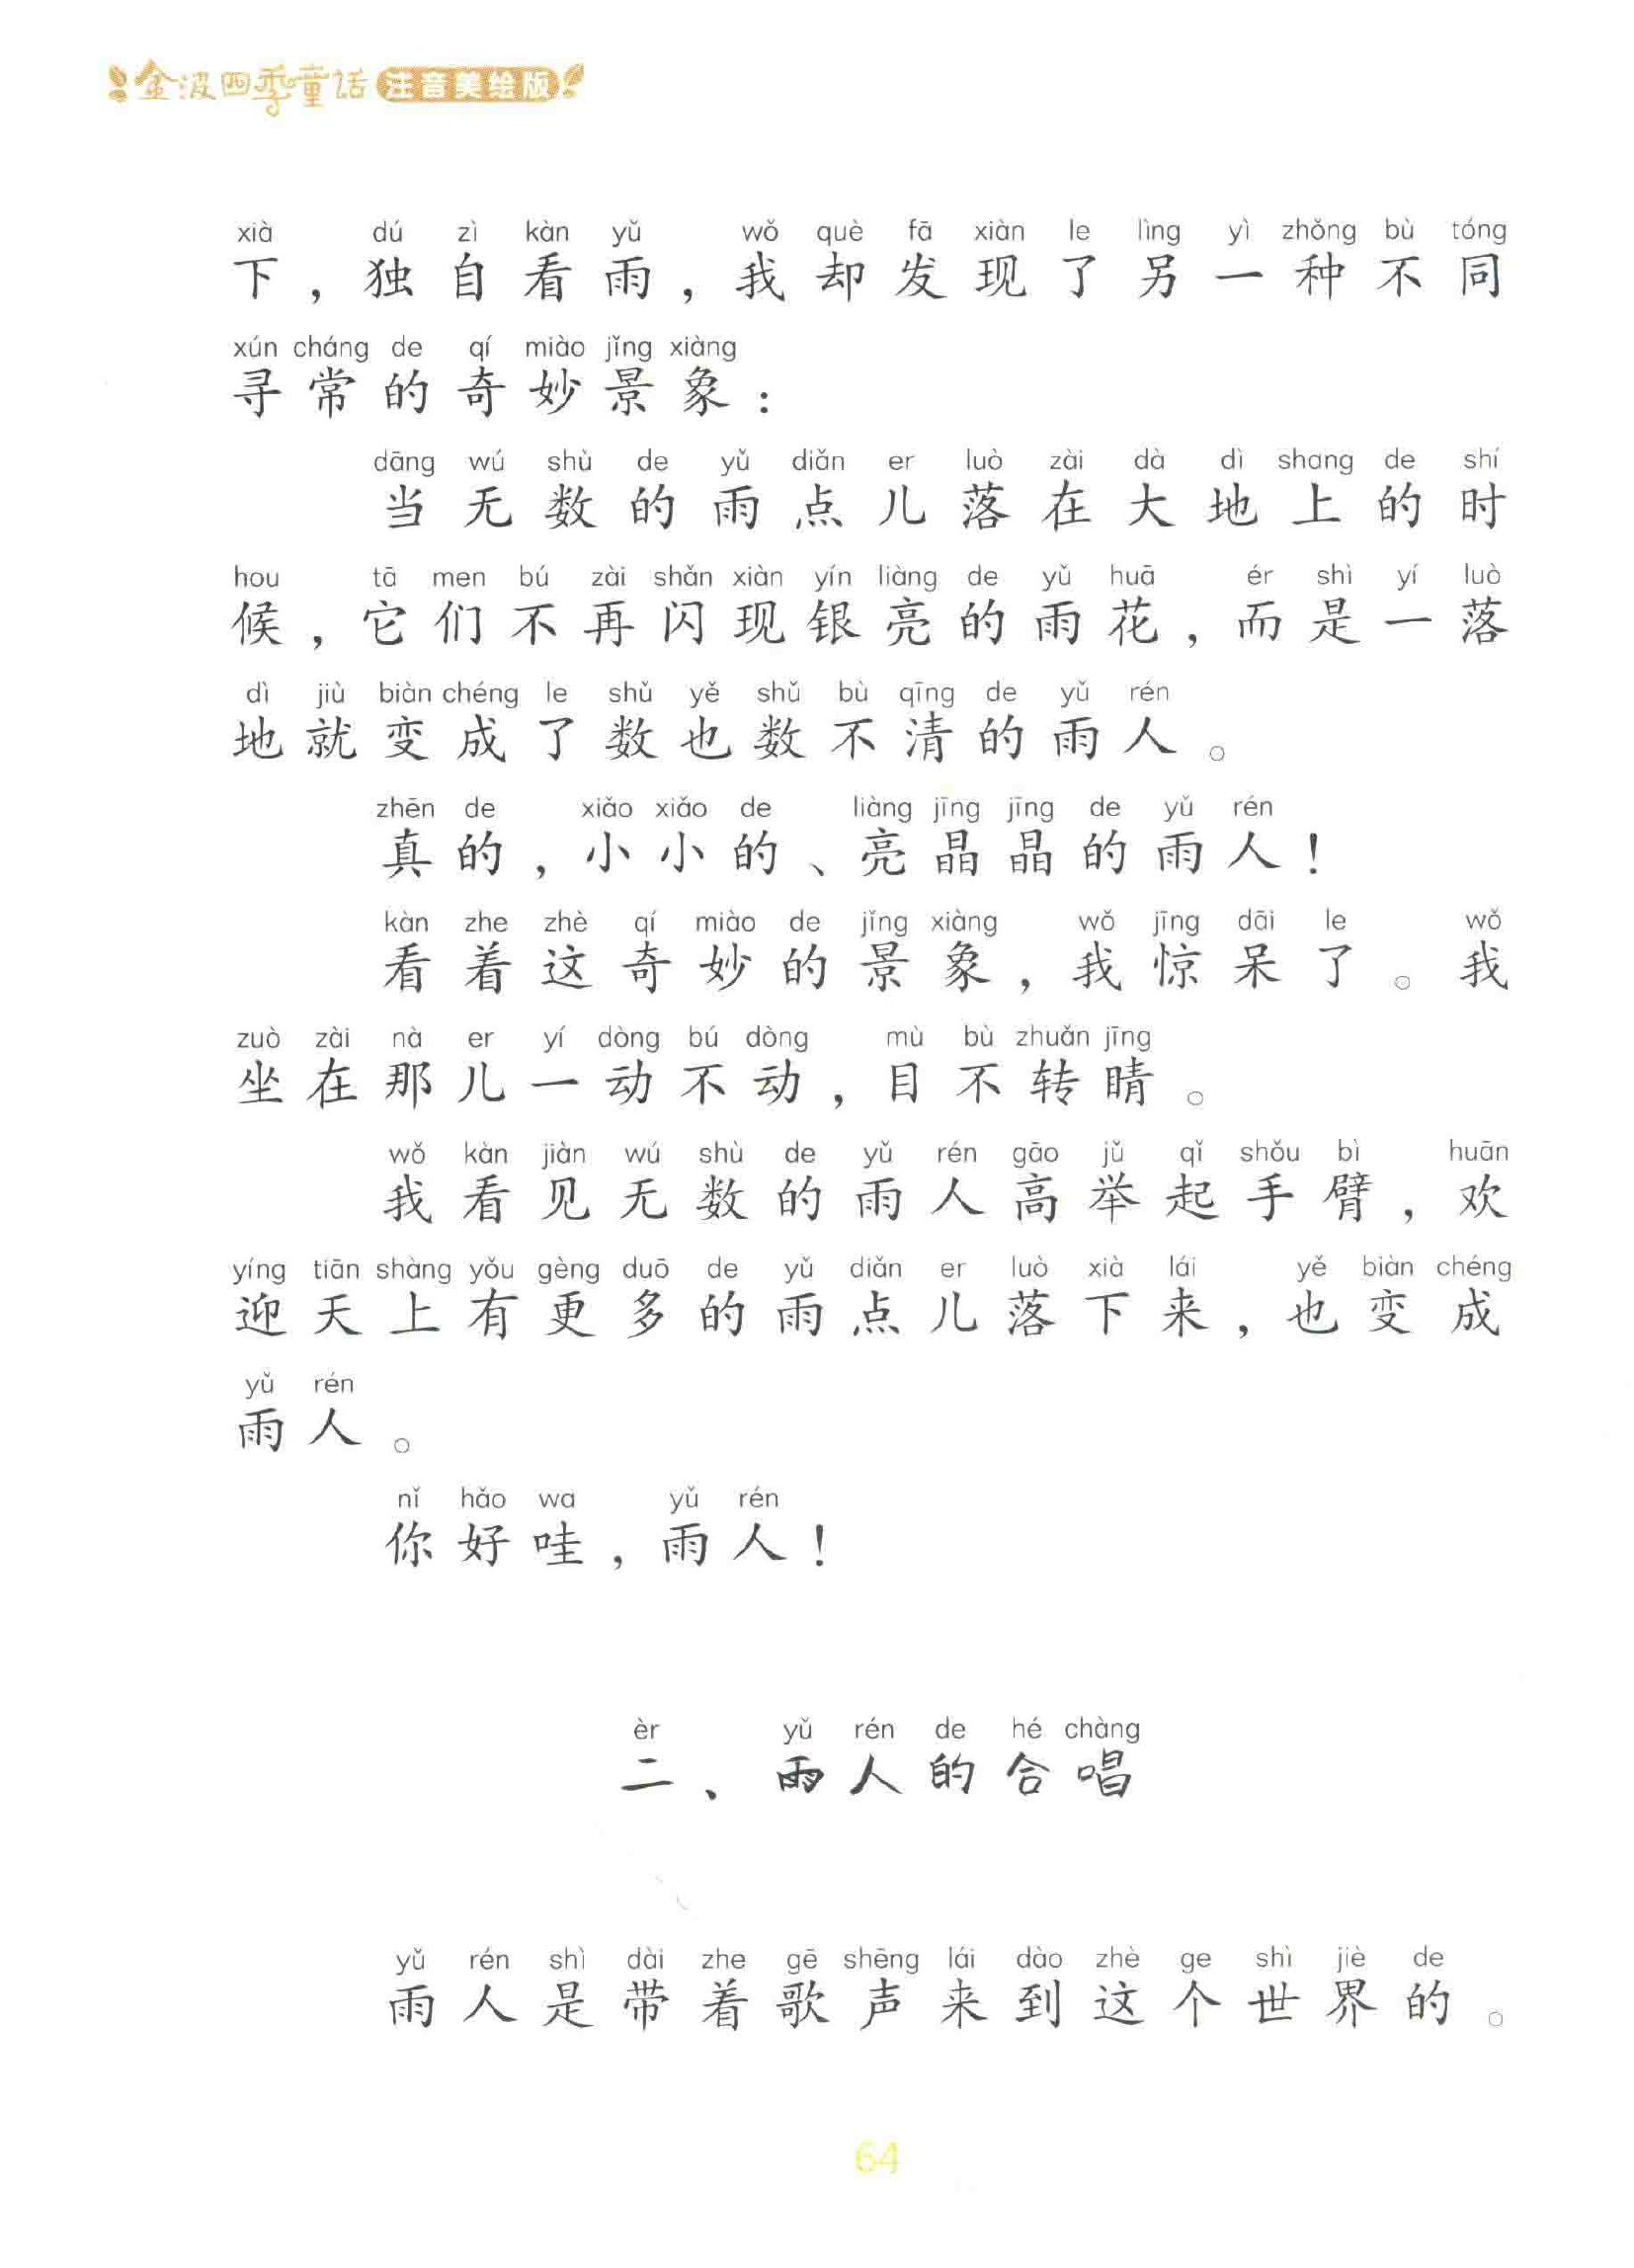 金波四季童话 注音美绘版
xià dú zì kàn yǔ wǒ què fā xiàn le lìng yì zhǒng bù tóng
下，独自看雨，我却发现了另一种不同
xún cháng de qí miào jǐng xiàng
寻常的奇妙景象：
dāng wú shù de yǔ diǎn er luò zài dà dì shang de shí
当无数的雨点儿落在大地上的时
hou tā men bú zài shǎn xiàn yín liàng de yǔ huā ér shì yí luò
候，它们不再闪现银亮的雨花，而是一落
dì jiù biàn chéng le shǔ yě shǔ bù qīng de yǔ rén
地就变成了数也数不清的雨人。
zhēn de xiǎo xiǎo de liàng jīng jīng de yǔ rén
真的，小小的、亮晶晶的雨人！
kàn zhe zhè qí miào de jǐng xiàng wǒ jīng dāi le wǒ
看着这奇妙的景象，我惊呆了。我
zuò zài nà er yí dòng bú dòng mù bù zhuǎn jīng
坐在那儿一动不动，目不转睛。
wǒ kàn jiàn wú shù de yǔ rén gāo jǔ qǐ shǒu bì huān
我看见无数的雨人高举起手臂，欢
yíng tiān shàng yǒu gèng duō de yǔ diǎn er luò xià lái yě biàn chéng
迎天上有更多的雨点儿落下来，也变成
yǔ rén
雨人。
nǐ hǎo wa yǔ rén
你好哇，雨人！
èr yǔ rén de hé chàng
二、雨人的合唱
yǔ rén shì dài zhe gē shēng lái dào zhè ge shì jiè de
雨人是带着歌声来到这个世界的。
64